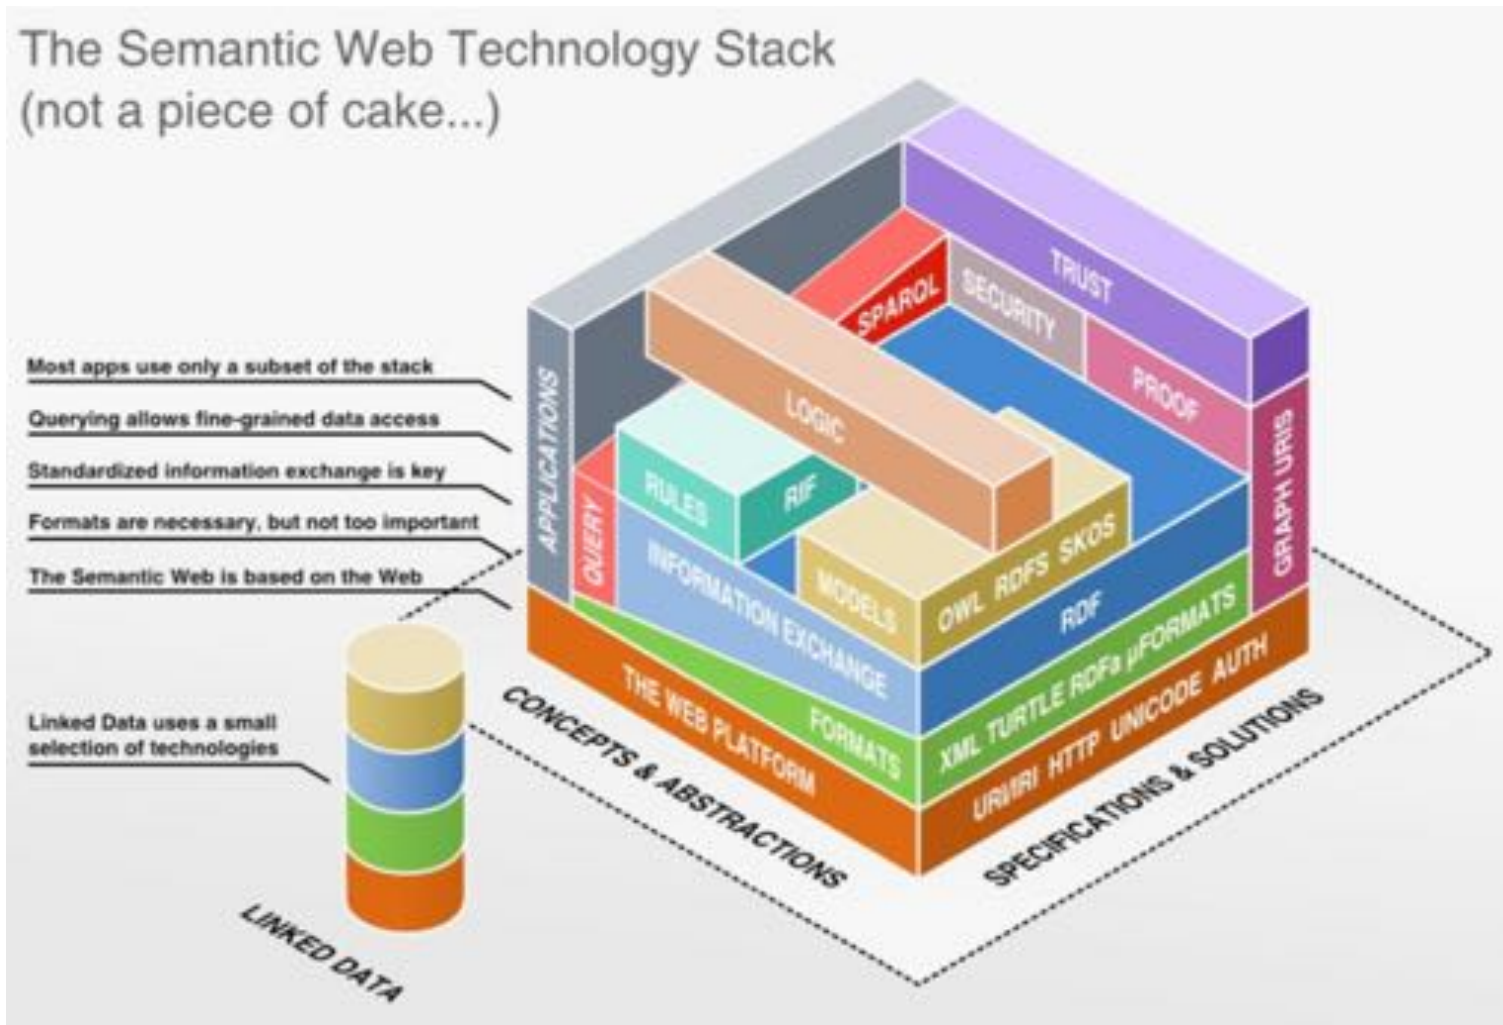 The Semantic Web Technology Stack
(not a piece of cake...)
Most apps use only a subset of the stack
Querying allows fine-grained data access
Standardized information exchange is key
Formats are necessary, but not too important
The Semantic Web is based on the Web
Linked Data uses a small
selection of technologies
LINKED DATA
APPLICATIONS
TRUST
SPARQL
SECURITY
PROOF
LOGIC
GRAPH URIS
RULES
RIF
QUERY
INFORMATION EXCHANGE
MODELS
OWL RDFS SKOS
RDF
FORMATS
XML TURTLE RDFa µFORMATS
THE WEB PLATFORM
URI/IRI HTTP UNICODE AUTH
CONCEPTS & ABSTRACTIONS
SPECIFICATIONS & SOLUTIONS